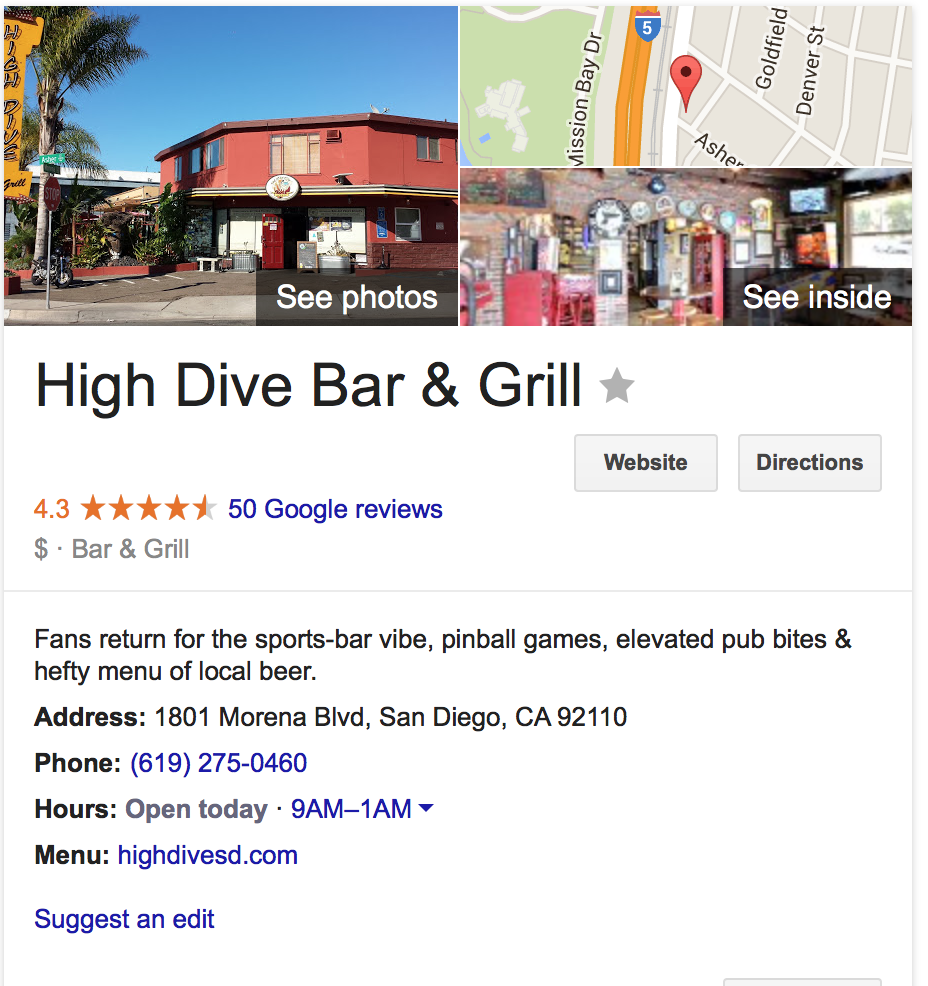 HIGH DIVE
Grill
Asher
See photos
5
Mission Bay Dr
Goldfield
Denver St
Asher
See inside
High Dive Bar & Grill
Website
Directions
4.3
50 Google reviews
$ · Bar & Grill
Fans return for the sports-bar vibe, pinball games, elevated pub bites &
hefty menu of local beer.
Address: 1801 Morena Blvd, San Diego, CA 92110
Phone: (619) 275-0460
Hours: Open today · 9AM–1AM
Menu: highdivesd.com
Suggest an edit